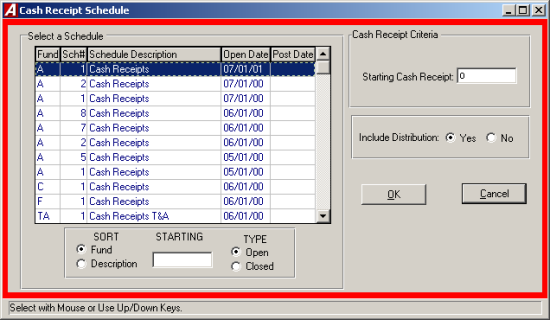 Cash Receipt Schedule
Select a Schedule
Fund Sch# Schedule Description Open Date Post Date
A 1 Cash Receipts 07/01/01
A 2 Cash Receipts 07/01/00
A 1 Cash Receipts 07/01/00
A 8 Cash Receipts 06/01/00
A 7 Cash Receipts 06/01/00
A 2 Cash Receipts 06/01/00
A 5 Cash Receipts 05/01/00
A 1 Cash Receipts 05/01/00
C 1 Cash Receipts 06/01/00
F 1 Cash Receipts 06/01/00
TA 1 Cash Receipts T&A 06/01/00
SORT STARTING TYPE
Fund Open
Description Closed
Cash Receipt Criteria
Starting Cash Receipt: 0
Include Distribution: Yes No
OK Cancel
Select with Mouse or Use Up/Down Keys.